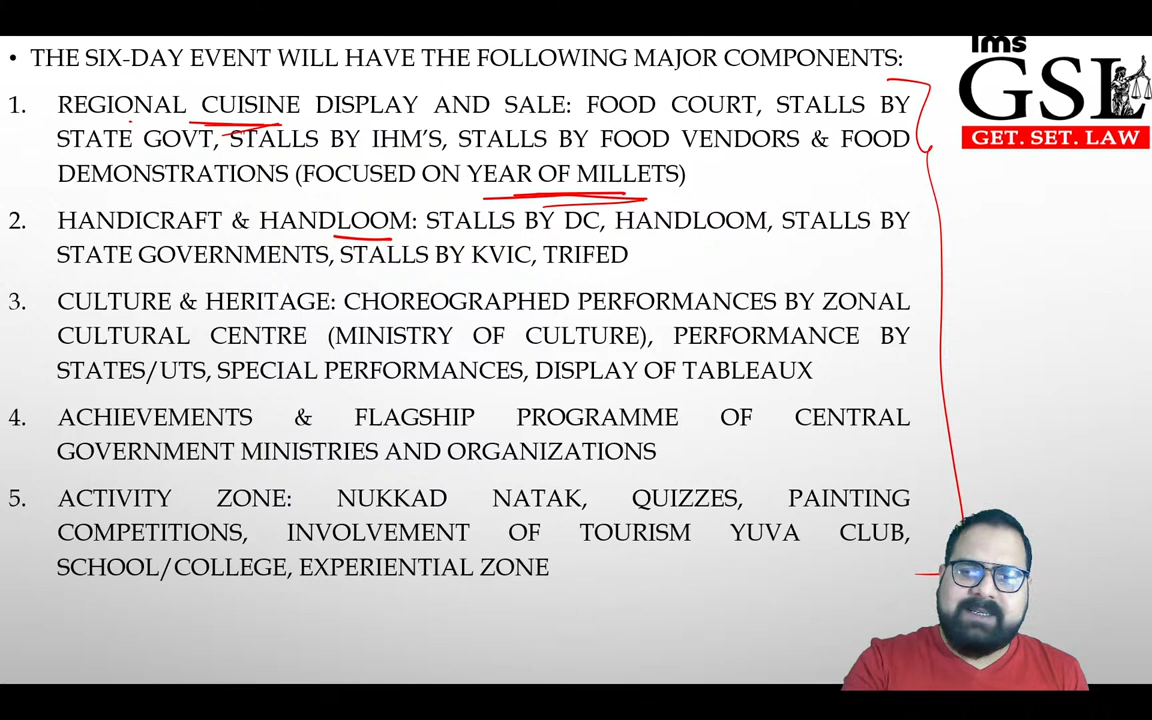 • THE SIX-DAY EVENT WILL HAVE THE FOLLOWING MAJOR COMPONENTS:
1. REGIONAL CUISINE DISPLAY AND SALE: FOOD COURT, STALLS BY
STATE GOVT, STALLS BY IHM'S, STALLS BY FOOD VENDORS & FOOD
DEMONSTRATIONS (FOCUSED ON YEAR OF MILLETS)
2. HANDICRAFT & HANDLOOM: STALLS BY DC, HANDLOOM, STALLS BY
STATE GOVERNMENTS, STALLS BY KVIC, TRIFED
3. CULTURE & HERITAGE: CHOREOGRAPHED PERFORMANCES BY ZONAL
CULTURAL CENTRE (MINISTRY OF CULTURE), PERFORMANCE BY
STATES/UTS, SPECIAL PERFORMANCES, DISPLAY OF TABLEAUX
4. ACHIEVEMENTS & FLAGSHIP PROGRAMME OF CENTRAL
GOVERNMENT MINISTRIES AND ORGANIZATIONS
5. ACTIVITY ZONE: NUKKAD NATAK, QUIZZES, PAINTING
COMPETITIONS, INVOLVEMENT OF TOURISM YUVA CLUB,
SCHOOL/COLLEGE, EXPERIENTIAL ZONE
ims
GSL
GET. SET. LAW